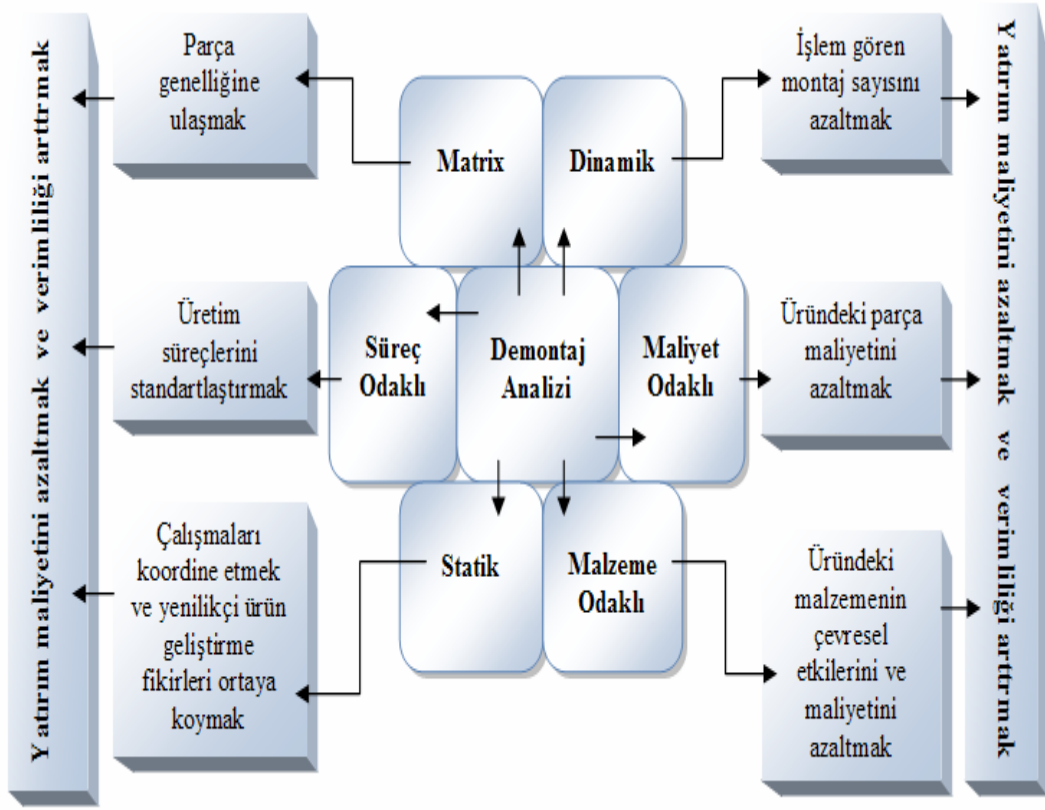 Yatırım maliyetini azaltmak ve verimliliği arttrmak
Parça
genelliğine
ulaşmak
Matrix
Dinamik
İşlem gören
montaj sayısını
azaltmak
Üretim
süreçlerini
standartlaştırmak
Süreç
Odaklı
Demontaj
Analizi
Maliyet
Odaklı
Üründeki parça
maliyetini
azaltmak
Çalışmaları
koordine etmek
ve yenilikçi ürün
geliştirme
fikirleri ortaya
koymak
Statik
Malzeme
Odaklı
Üründeki
malzemenin
çevresel
etkilerini ve
maliyetini
azaltmak
Yatırım maliyetini azaltmak ve verimliliği arttrmak